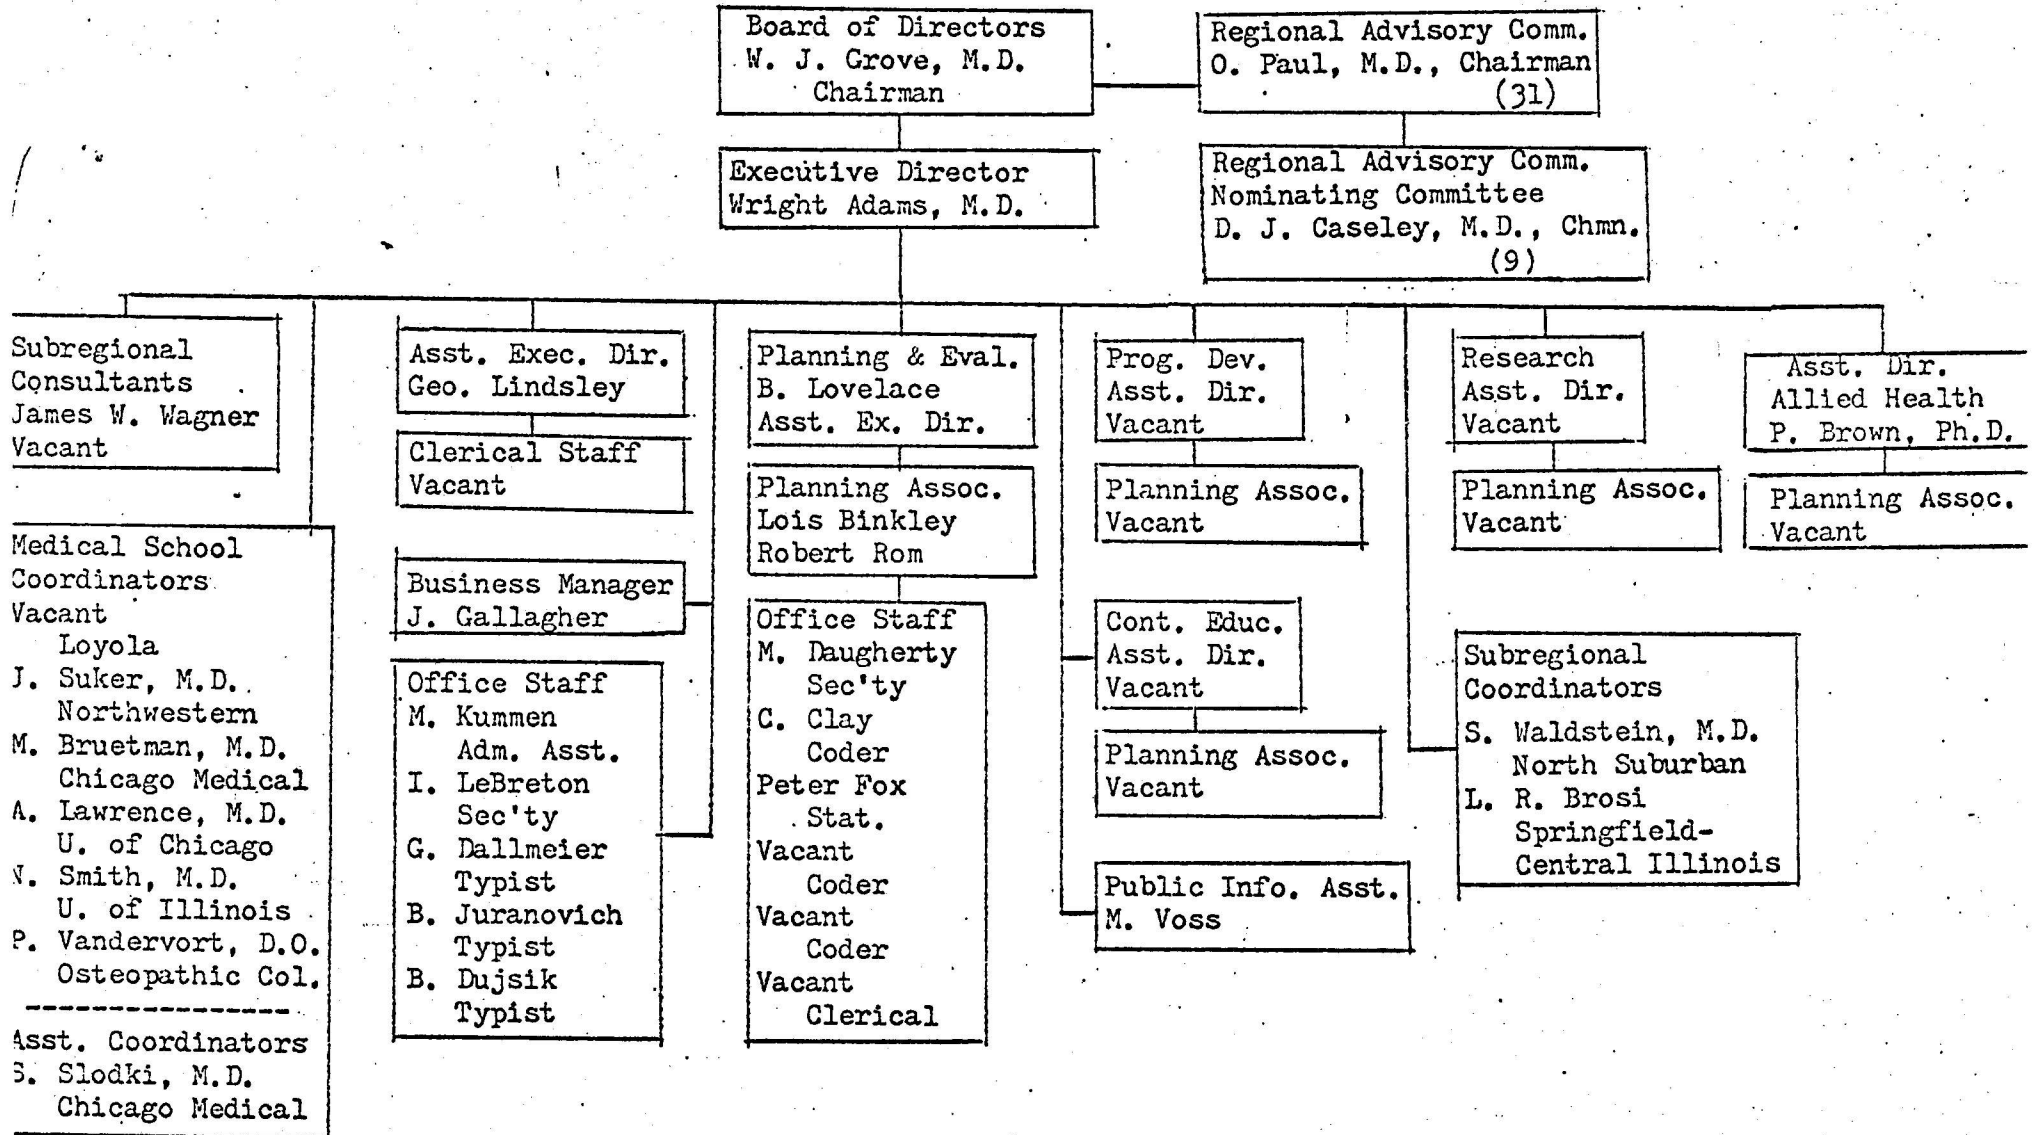 Board of Directors
W. J. Grove, M.D.
Chairman
Regional Advisory Comm.
O. Paul, M.D., Chairman
(31)
Executive Director
Wright Adams, M.D.
Regional Advisory Comm.
Nominating Committee
D. J. Caseley, M.D., Chmn.
(9)
Subregional
Consultants
James W. Wagner
Vacant
Medical School
Coordinators
Vacant
Loyola
J. Suker, M.D.
Northwestern
M. Bruetman, M.D.
Chicago Medical
A. Lawrence, M.D.
U. of Chicago
N. Smith, M.D.
U. of Illinois
P. Vandervort, D.O.
Osteopathic Col.
Asst. Coordinators
S. Slodki, M.D.
Chicago Medical
Asst. Exec. Dir.
Geo. Lindsley
Clerical Staff
Vacant
Business Manager
J. Gallagher
Office Staff
M. Kummen
Adm. Asst.
I. LeBreton
Sec'ty
G. Dallmeier
Typist
B. Juranovich
Typist
B. Dujsik
Typist
Planning & Eval.
B. Lovelace
Asst. Ex. Dir.
Planning Assoc.
Lois Binkley
Robert Rom
Office Staff
M. Daugherty
Sec'ty
C. Clay
Coder
Peter Fox
Stat.
Vacant
Coder
Vacant
Coder
Vacant
Clerical
Prog. Dev.
Asst. Dir.
Vacant
Planning Assoc.
Vacant
Cont. Educ.
Asst. Dir.
Vacant
Planning Assoc.
Vacant
Public Info. Asst.
M. Voss
Research
Asst. Dir.
Vacant
Planning Assoc.
Vacant
Subregional
Coordinators
S. Waldstein, M.D.
North Suburban
L. R. Brosi
Springfield-
Central Illinois
Asst. Dir.
Allied Health
P. Brown, Ph.D.
Planning Assoc.
Vacant